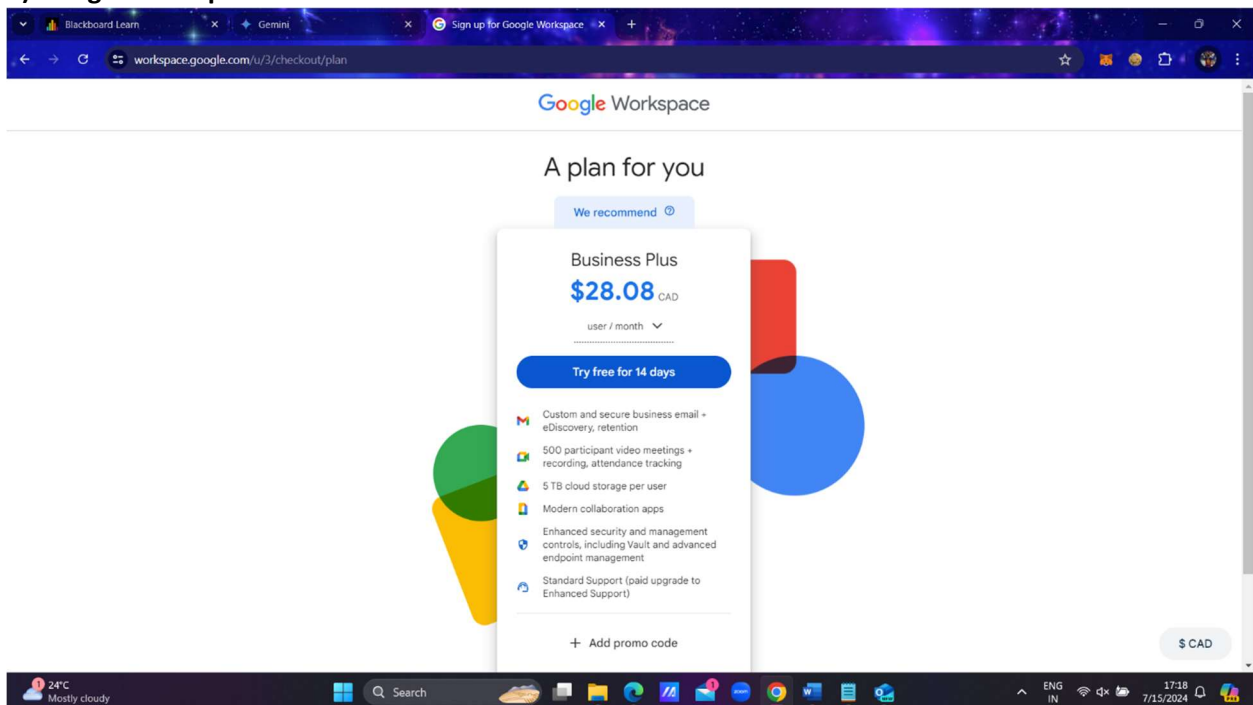 Blackboard Learn
Gemini
Sign up for Google Workspace
workspace.google.com/u/3/checkout/plan
Google Workspace
A plan for you
We recommend
Business Plus
$28.08 CAD
user / month
Try free for 14 days
Custom and secure business email +
eDiscovery, retention
500 participant video meetings +
recording, attendance tracking
5 TB cloud storage per user
Modern collaboration apps
Enhanced security and management
controls, including Vault and advanced
endpoint management
Standard Support (paid upgrade to
Enhanced Support)
+ Add promo code
$ CAD
1
24°C
Mostly cloudy
Search
zoom
ENG
IN
17:18
7/15/2024